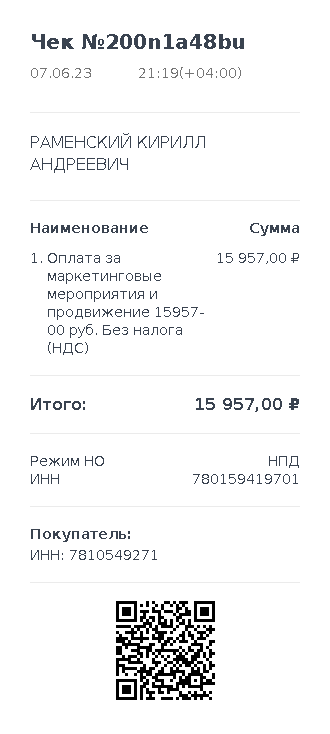 Чек №200n1a48bu
07.06.23 21:19(+04:00)
РАМЕНСКИЙ КИРИЛЛ
АНДРЕЕВИЧ
Наименование Сумма
1. Оплата за 15 957,00 ₽
маркетинговые
мероприятия и
продвижение 15957-
00 руб. Без налога
(НДС)
Итого: 15 957,00 ₽
Режим НО НПД
ИНН 780159419701
Покупатель:
ИНН: 7810549271